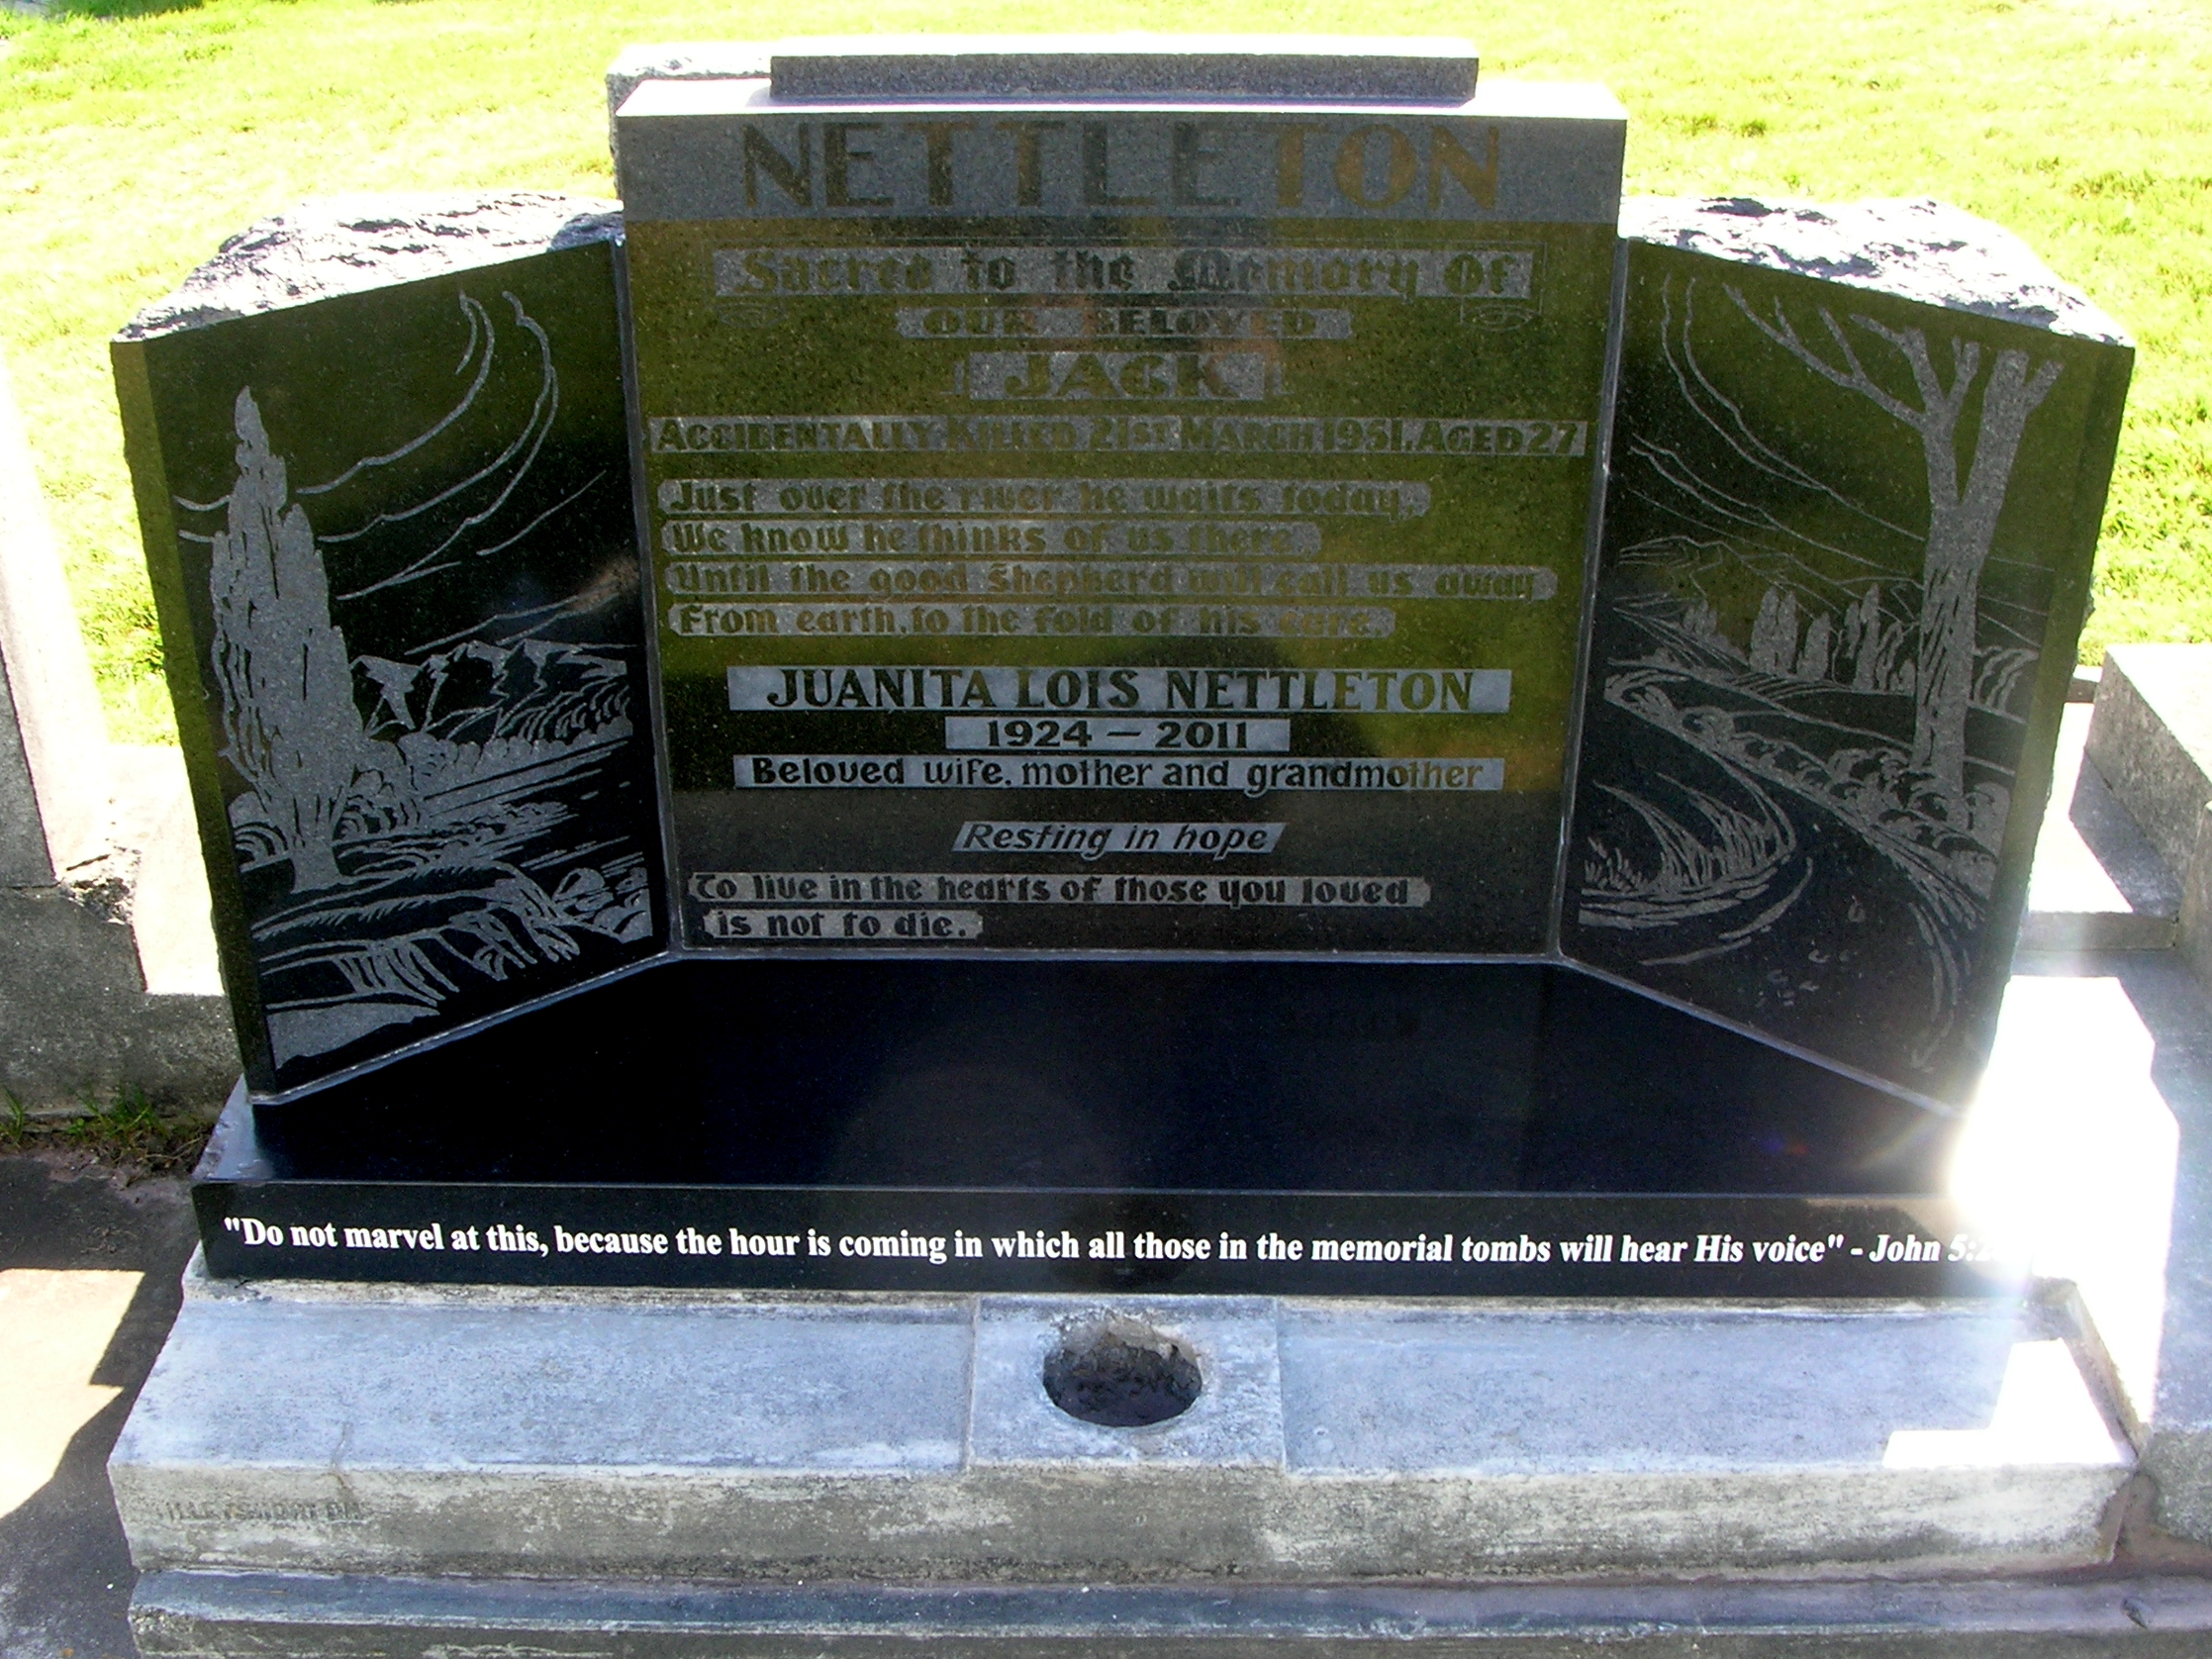 NETTLETON
Sacred to the Memory Of
OUR BELOVED
JACK
ACCIDENTALLY KILLED 21ST MARCH 1951. AGED 27
Just over the river he waits today,
We know he thinks of us there,
Until the good Shepherd will call us away
From earth, to the fold of his care.
JUANITA LOIS NETTLETON
1924 — 2011
Beloved wife, mother and grandmother
Resting in hope
To live in the hearts of those you loved
is not to die.
"Do not marvel at this, because the hour is coming in which all those in the memorial tombs will hear His voice" - John